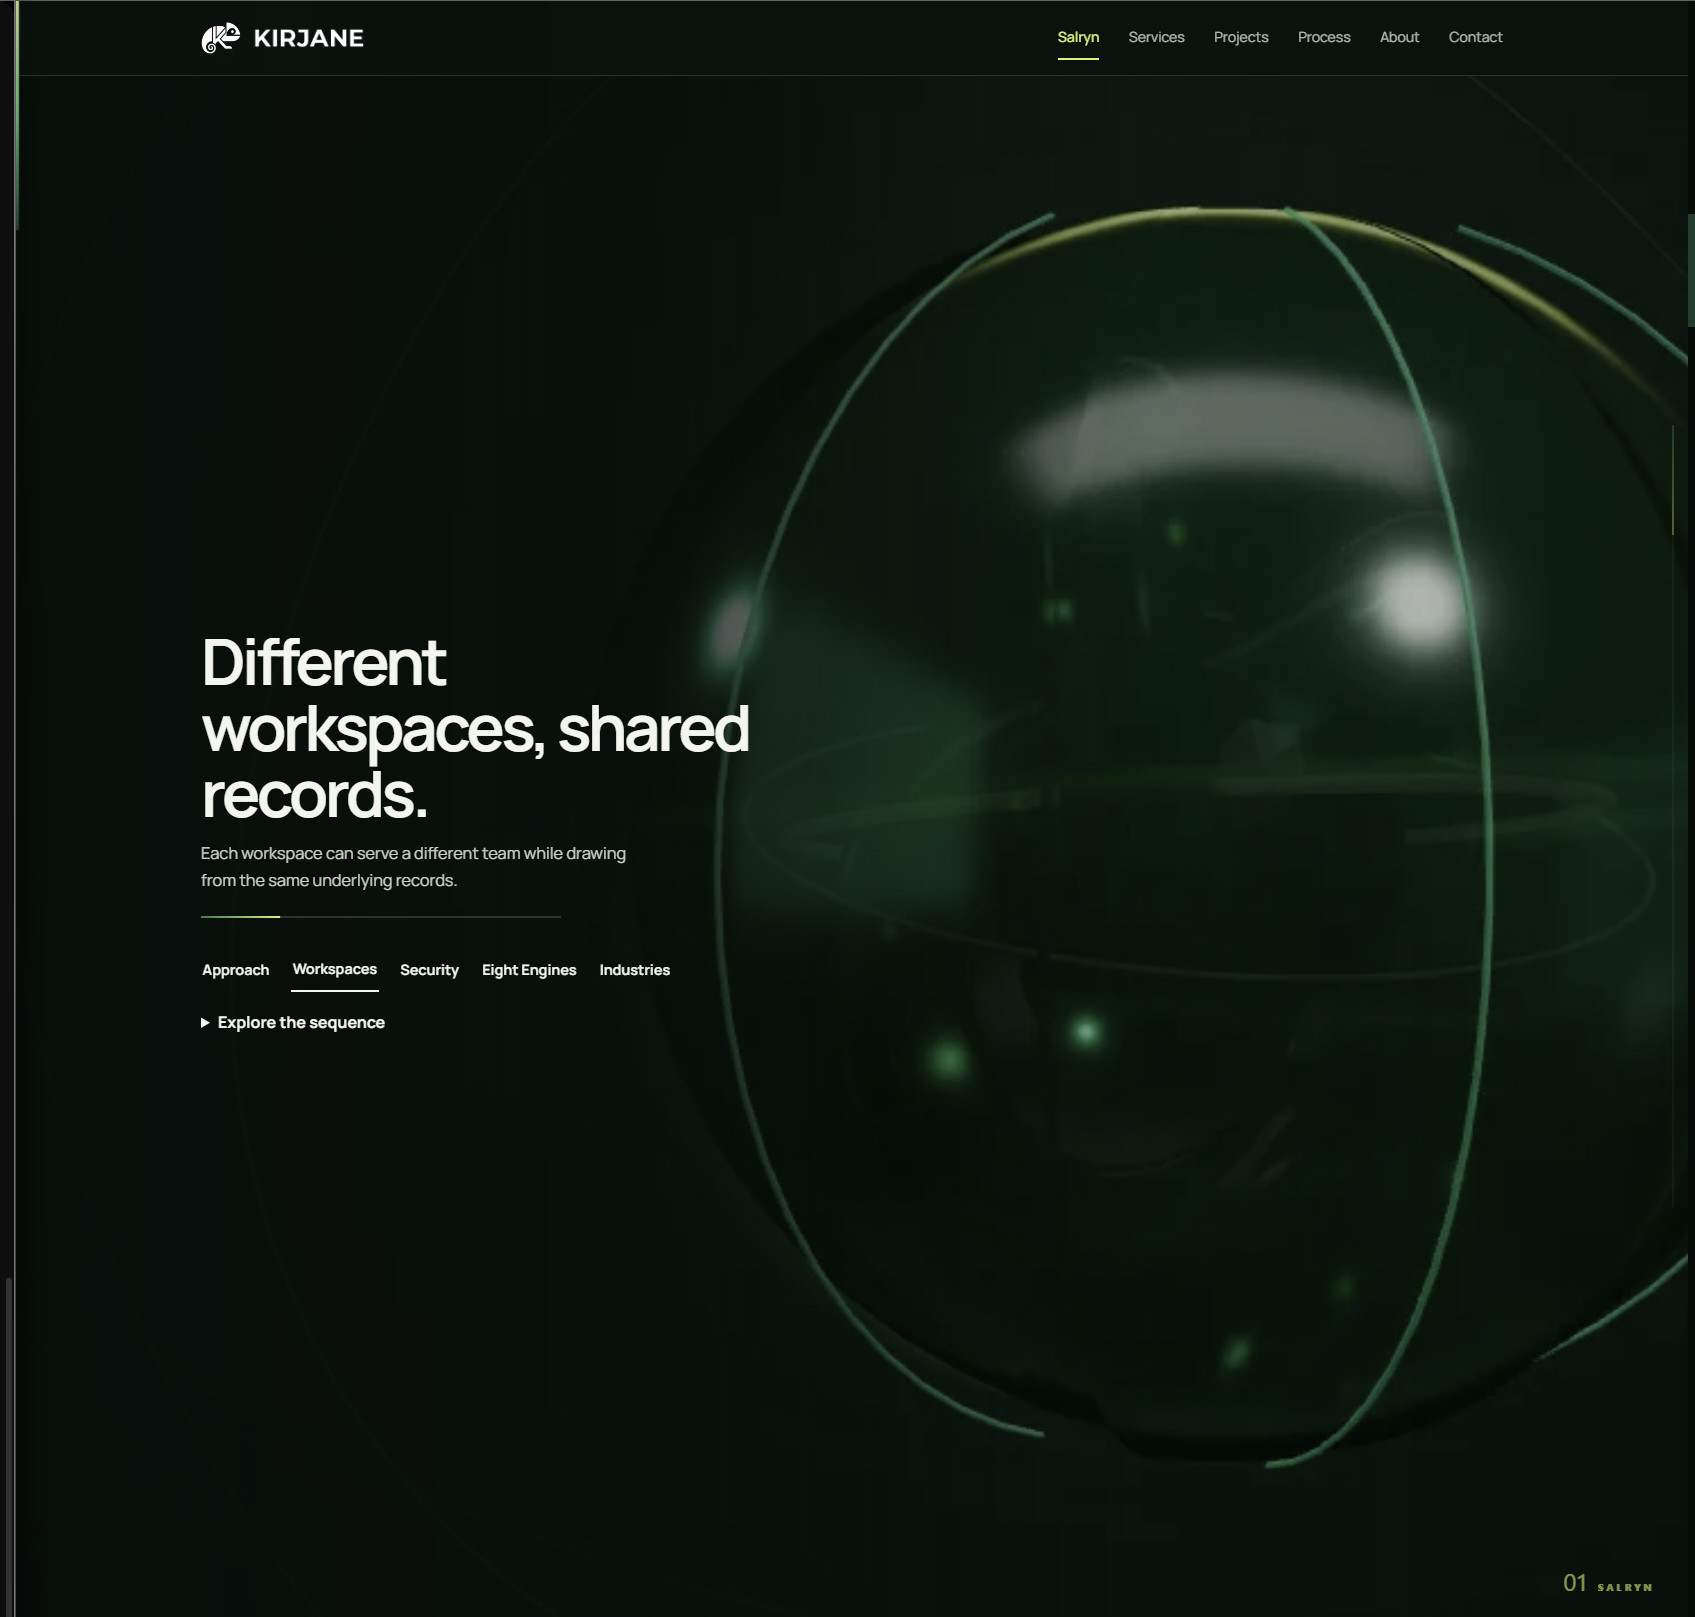 KIRJANE
Salryn Services Projects Process About Contact
Different
workspaces, shared
records.
Each workspace can serve a different team while drawing
from the same underlying records.
Approach Workspaces Security Eight Engines Industries
Explore the sequence
01 SALRYN